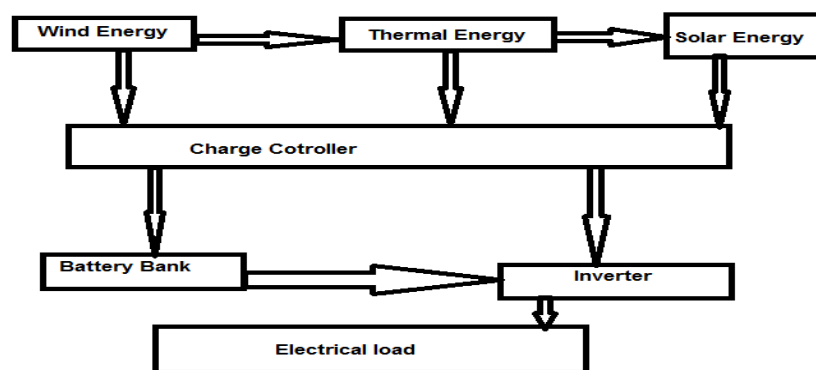 Wind Energy
Thermal Energy
Solar Energy
Charge Cotroller
Battery Bank
Inverter
Electrical load